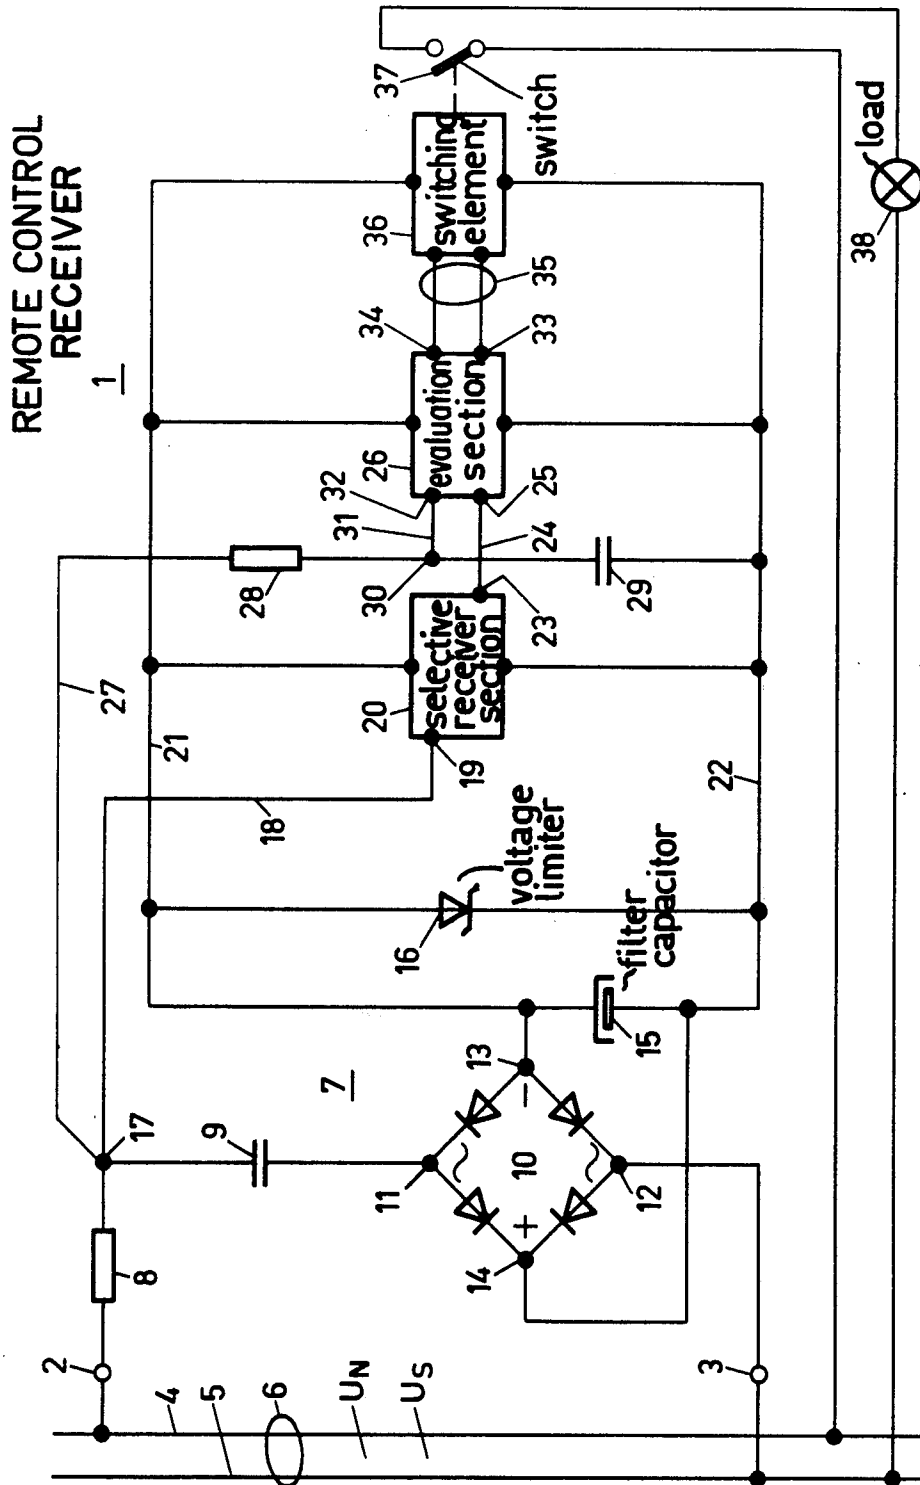 REMOTE CONTROL
RECEIVER
1
37
switch
switching
element
36
35
34
33
evaluation
section
26
32
31
25
24
30
28
29
27
21
23
selective
receiver
section
20
19
18
22
voltage
limiter
16
filter
capacitor
15
13
7
17
9
11
10
12
14
−
+
∼
∼
8
2
3
4
5
6
UN
US
38
load